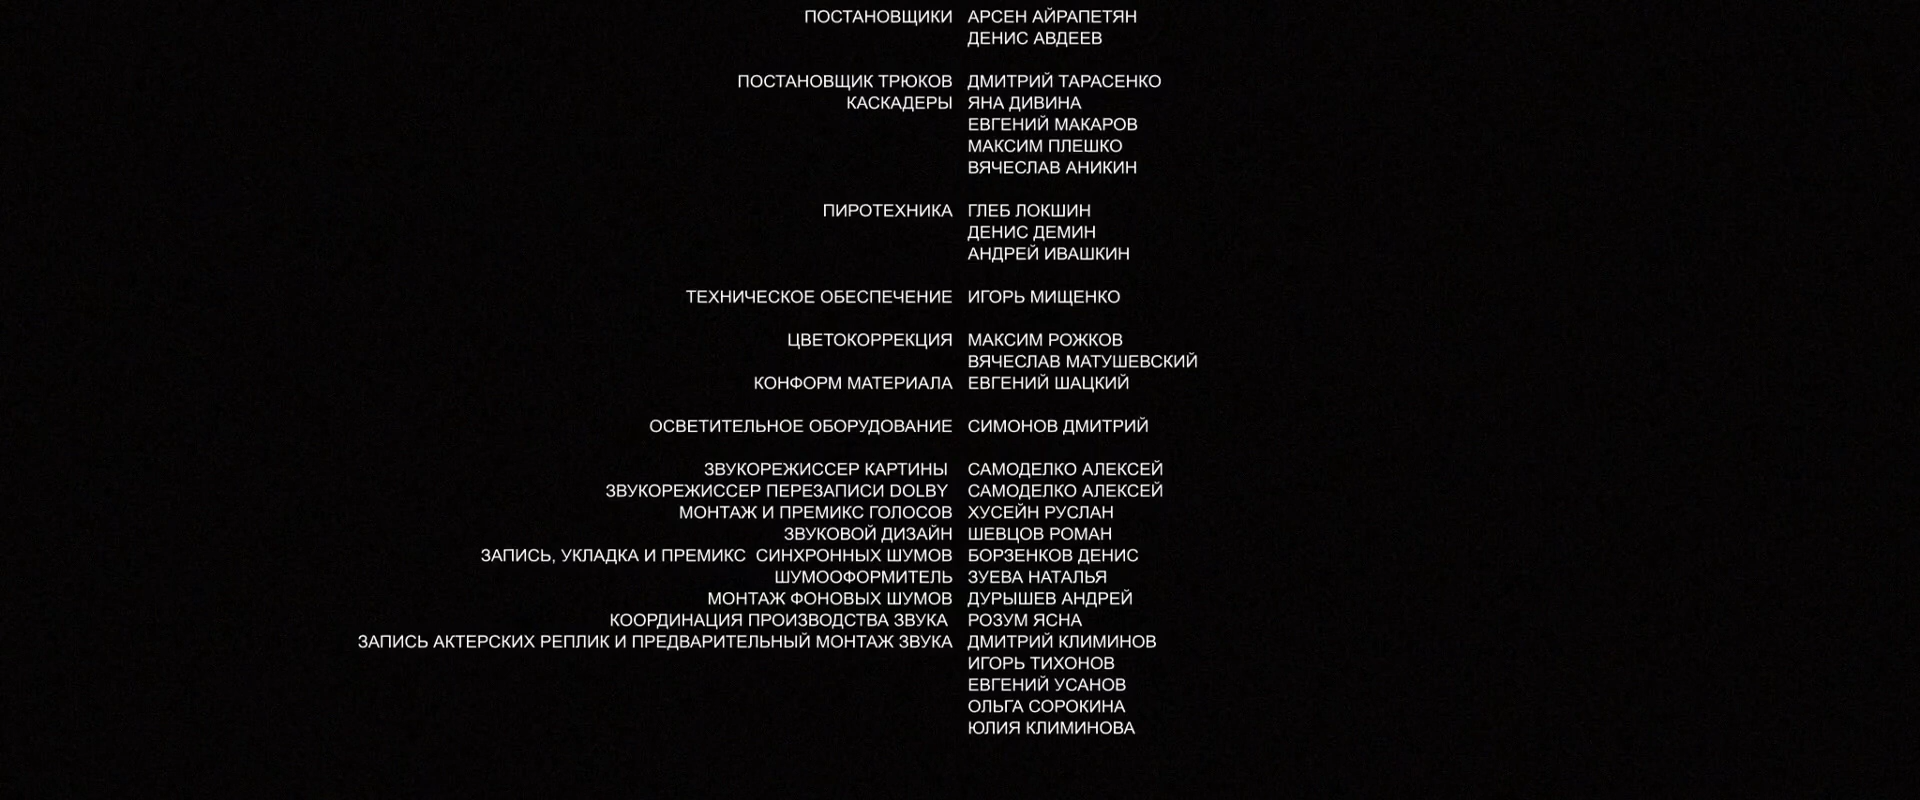 ПОСТАНОВЩИКИ АРСЕН АЙРАПЕТЯН
ДЕНИС АВДЕЕВ
ПОСТАНОВЩИК ТРЮКОВ ДМИТРИЙ ТАРАСЕНКО
КАСКАДЕРЫ ЯНА ДИВИНА
ЕВГЕНИЙ МАКАРОВ
МАКСИМ ПЛЕШКО
ВЯЧЕСЛАВ АНИКИН
ПИРОТЕХНИКА ГЛЕБ ЛОКШИН
ДЕНИС ДЕМИН
АНДРЕЙ ИВАШКИН
ТЕХНИЧЕСКОЕ ОБЕСПЕЧЕНИЕ ИГОРЬ МИЩЕНКО
ЦВЕТОКОРРЕКЦИЯ МАКСИМ РОЖКОВ
ВЯЧЕСЛАВ МАТУШЕВСКИЙ
КОНФОРМ МАТЕРИАЛА ЕВГЕНИЙ ШАЦКИЙ
ОСВЕТИТЕЛЬНОЕ ОБОРУДОВАНИЕ СИМОНОВ ДМИТРИЙ
ЗВУКОРЕЖИССЕР КАРТИНЫ САМОДЕЛКО АЛЕКСЕЙ
ЗВУКОРЕЖИССЕР ПЕРЕЗАПИСИ DOLBY САМОДЕЛКО АЛЕКСЕЙ
МОНТАЖ И ПРЕМИКС ГОЛОСОВ ХУСЕЙН РУСЛАН
ЗВУКОВОЙ ДИЗАЙН ШЕВЦОВ РОМАН
ЗАПИСЬ, УКЛАДКА И ПРЕМИКС СИНХРОННЫХ ШУМОВ БОРЗЕНКОВ ДЕНИС
ШУМООФОРМИТЕЛЬ ЗУЕВА НАТАЛЬЯ
МОНТАЖ ФОНОВЫХ ШУМОВ ДУРЫШЕВ АНДРЕЙ
КООРДИНАЦИЯ ПРОИЗВОДСТВА ЗВУКА РОЗУМ ЯСНА
ЗАПИСЬ АКТЕРСКИХ РЕПЛИК И ПРЕДВАРИТЕЛЬНЫЙ МОНТАЖ ЗВУКА ДМИТРИЙ КЛИМИНОВ
ИГОРЬ ТИХОНОВ
ЕВГЕНИЙ УСАНОВ
ОЛЬГА СОРОКИНА
ЮЛИЯ КЛИМИНОВА